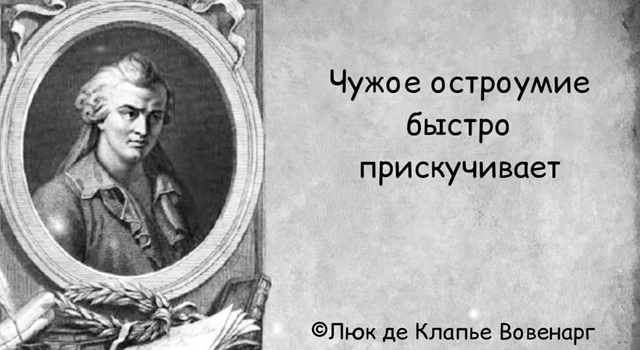 Чужое остроумие
быстро
прискучивает
©Люк де Клапье Вовенарг